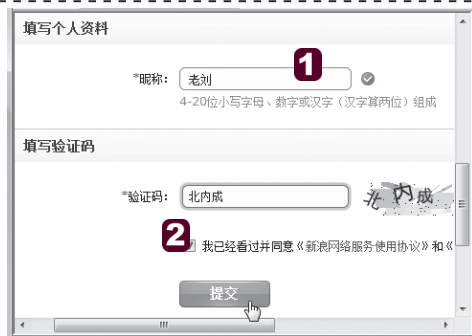 填写个人资料
1
*昵称： 老刘
4-20位小写字母、数字或汉字（汉字算两位）组成
填写验证码
*验证码： 北内成 北内成
2 我已经看过并同意《新浪网络服务使用协议》和《
提交